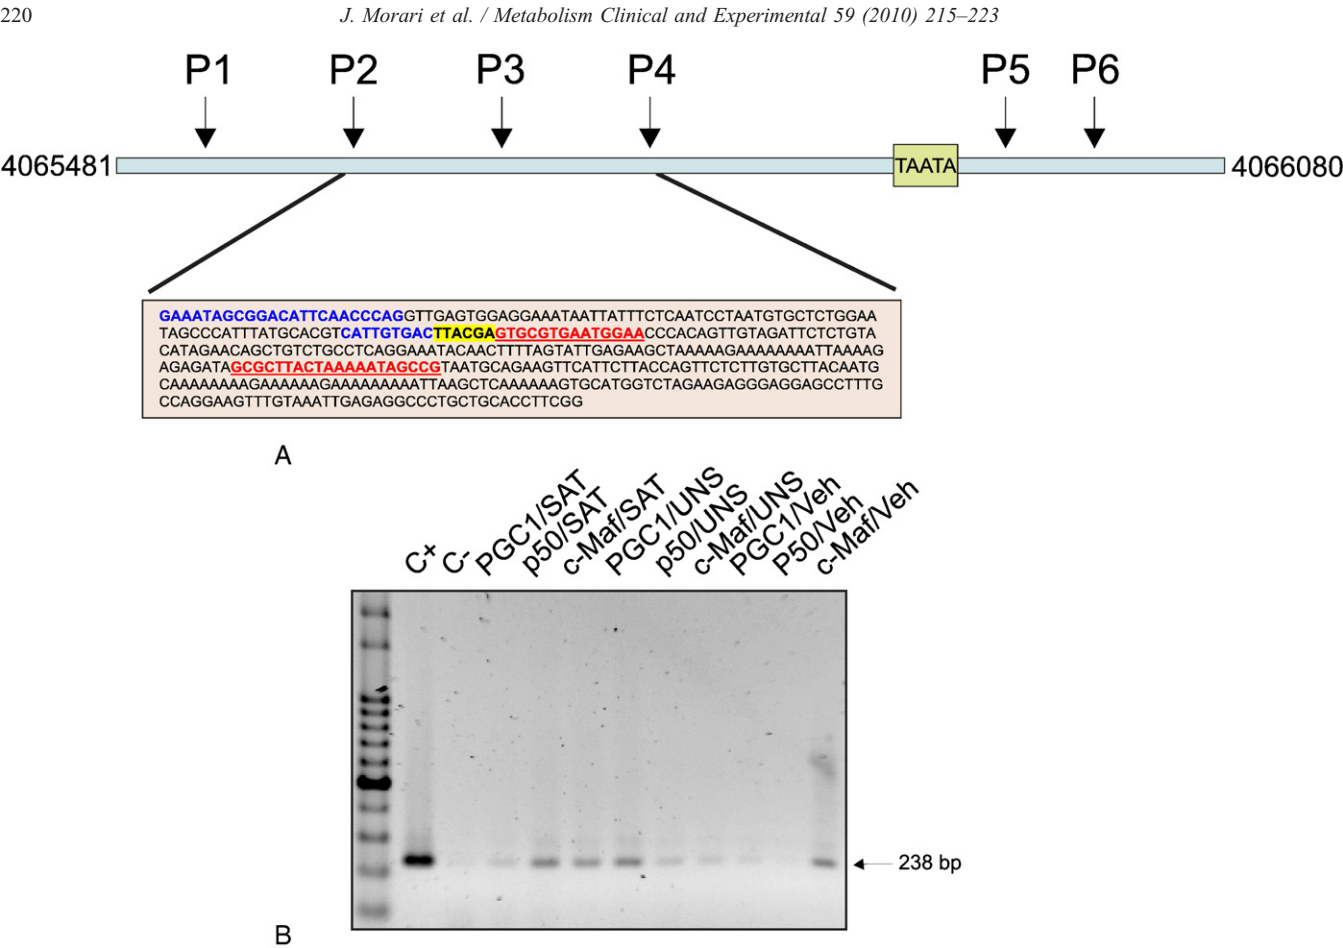 220
J. Morari et al. / Metabolism Clinical and Experimental 59 (2010) 215–223
P1 P2 P3 P4 P5 P6
4065481 TAATA 4066080
GAAATAGCGGACATTCAACCCAGGTTGAGTGGAGGAAATAATTATTTCTCAATCCTAATGTGCTCTGGAA
TAGCCCATTTATGCACGTCATTGTGACTTACGAGTGCGTGAATGGAACCCACAGTTGTAGATTCTCTGTA
CATAGAACAGCTGTCTGCCTCAGGAAATACAACTTTTAGTATTGAGAAGCTAAAAAGAAAAAAAATTAAAAG
AGAGATAGCGCTTACTAAAAATAGCCGTAATGCAGAAGTTCATTCTTACCAGTTCTCTTGTGCTTACAATG
CAAAAAAAAGAAAAAAGAAAAAAAAATTAAGCTCAAAAAAGTGCATGGTCTAGAAGAGGGAGGAGCCTTTG
CCAGGAAGTTTGTAAATTGAGAGGCCCTGCTGCACCTTCGG
A
C+ C- PGC1/SAT p50/SAT c-Maf/SAT PGC1/UNS p50/UNS c-Maf/UNS PGC1/Veh P50/Veh c-Maf/Veh
238 bp
B